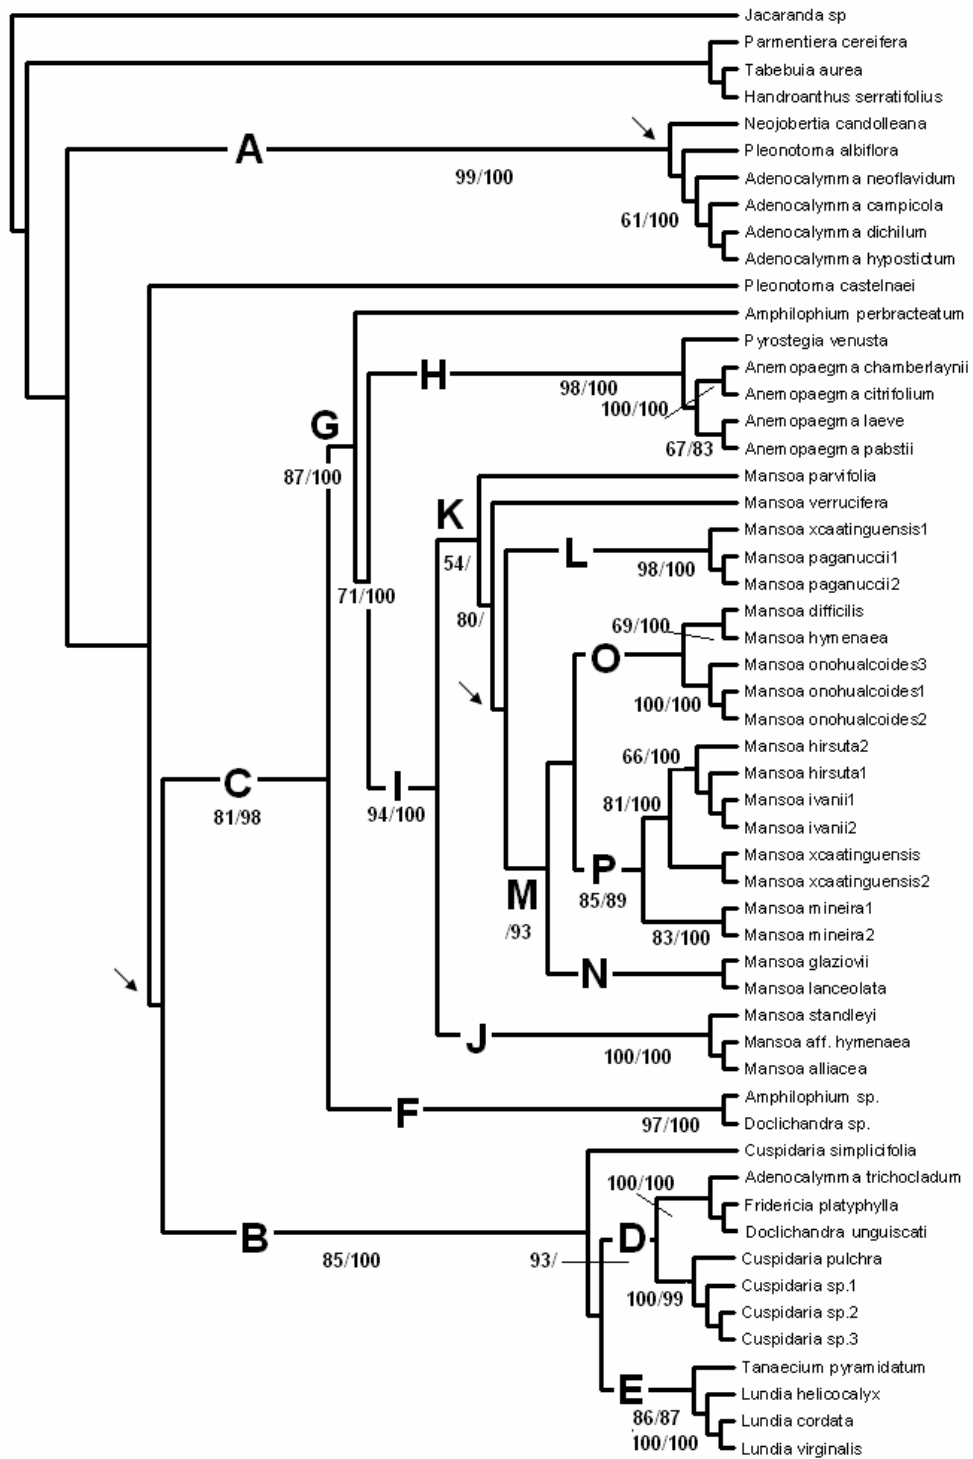 Jacaranda sp
Parmentiera cereifera
Tabebuia aurea
Handroanthus serratifolius
Neojobertia candolleana
A
Pleonotoma albiflora
99/100
Adenocalymma neoflavidum
Adenocalymma campicola
61/100
Adenocalymma dichilum
Adenocalymma hypostictum
Pleonotoma castelnaei
Amphilophium perbracteatum
Pyrostegia venusta
Anemopaegma chamberlaynii
H
98/100
Anemopaegma citrifolium
100/100
Anemopaegma laeve
G
Anemopaegma pabstii
67/83
87/100
Mansoa parvifolia
Mansoa verrucifera
K
Mansoa xcaatinguensis1
L
Mansoa paganuccii1
54/
98/100
Mansoa paganuccii2
71/100
Mansoa difficilis
80/
69/100
Mansoa hymenaea
O
Mansoa onohualcoides3
Mansoa onohualcoides1
100/100
Mansoa onohualcoides2
Mansoa hirsuta2
66/100
Mansoa hirsuta1
C
I
Mansoa ivanii1
81/100
81/98
94/100
Mansoa ivanii2
Mansoa xcaatinguensis
P
Mansoa xcaatinguensis2
M
85/89
Mansoa mineira1
/93
Mansoa mineira2
83/100
Mansoa glaziovii
N
Mansoa lanceolata
Mansoa standleyi
J
Mansoa aff. hymenaea
100/100
Mansoa alliacea
Amphilophium sp.
F
97/100
Doclichandra sp.
Cuspidaria simplicifolia
Adenocalymma trichocladum
100/100
Fridericia platyphylla
B
D
Doclichandra unguiscati
85/100
93/
Cuspidaria pulchra
Cuspidaria sp.1
100/99
Cuspidaria sp.2
Cuspidaria sp.3
Tanaecium pyramidatum
E
Lundia helicocalyx
86/87
Lundia cordata
100/100
Lundia virginalis